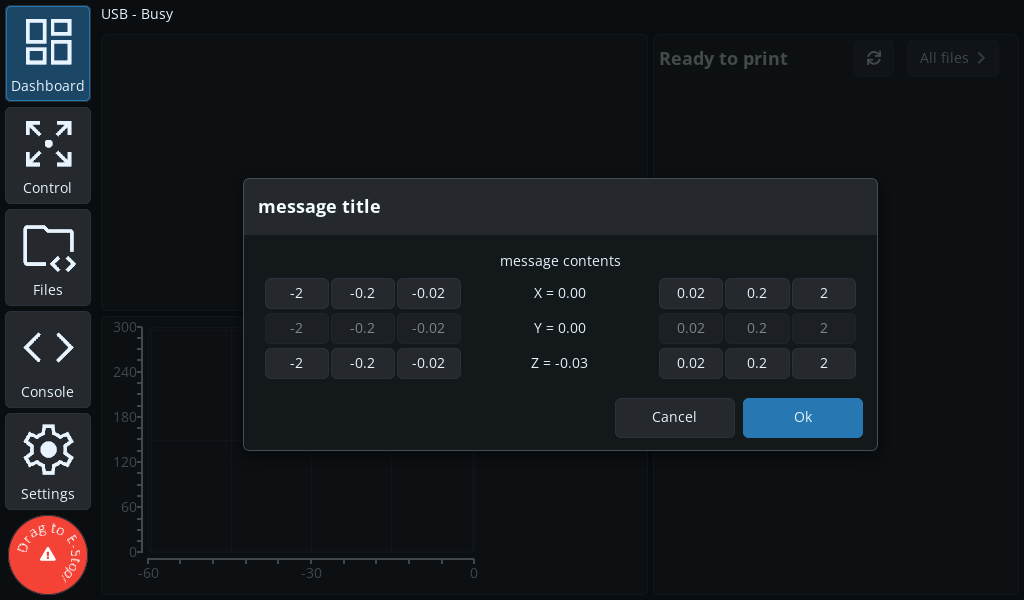 USB - Busy
Dashboard
Control
Files
Console
Settings
Drag to E-Stop!
Ready to print
All files
message title
message contents
-2 -0.2 -0.02 X = 0.00 0.02 0.2 2
-2 -0.2 -0.02 Y = 0.00 0.02 0.2 2
-2 -0.2 -0.02 Z = -0.03 0.02 0.2 2
Cancel Ok
300
240
180
120
60
0
-60 -30 0